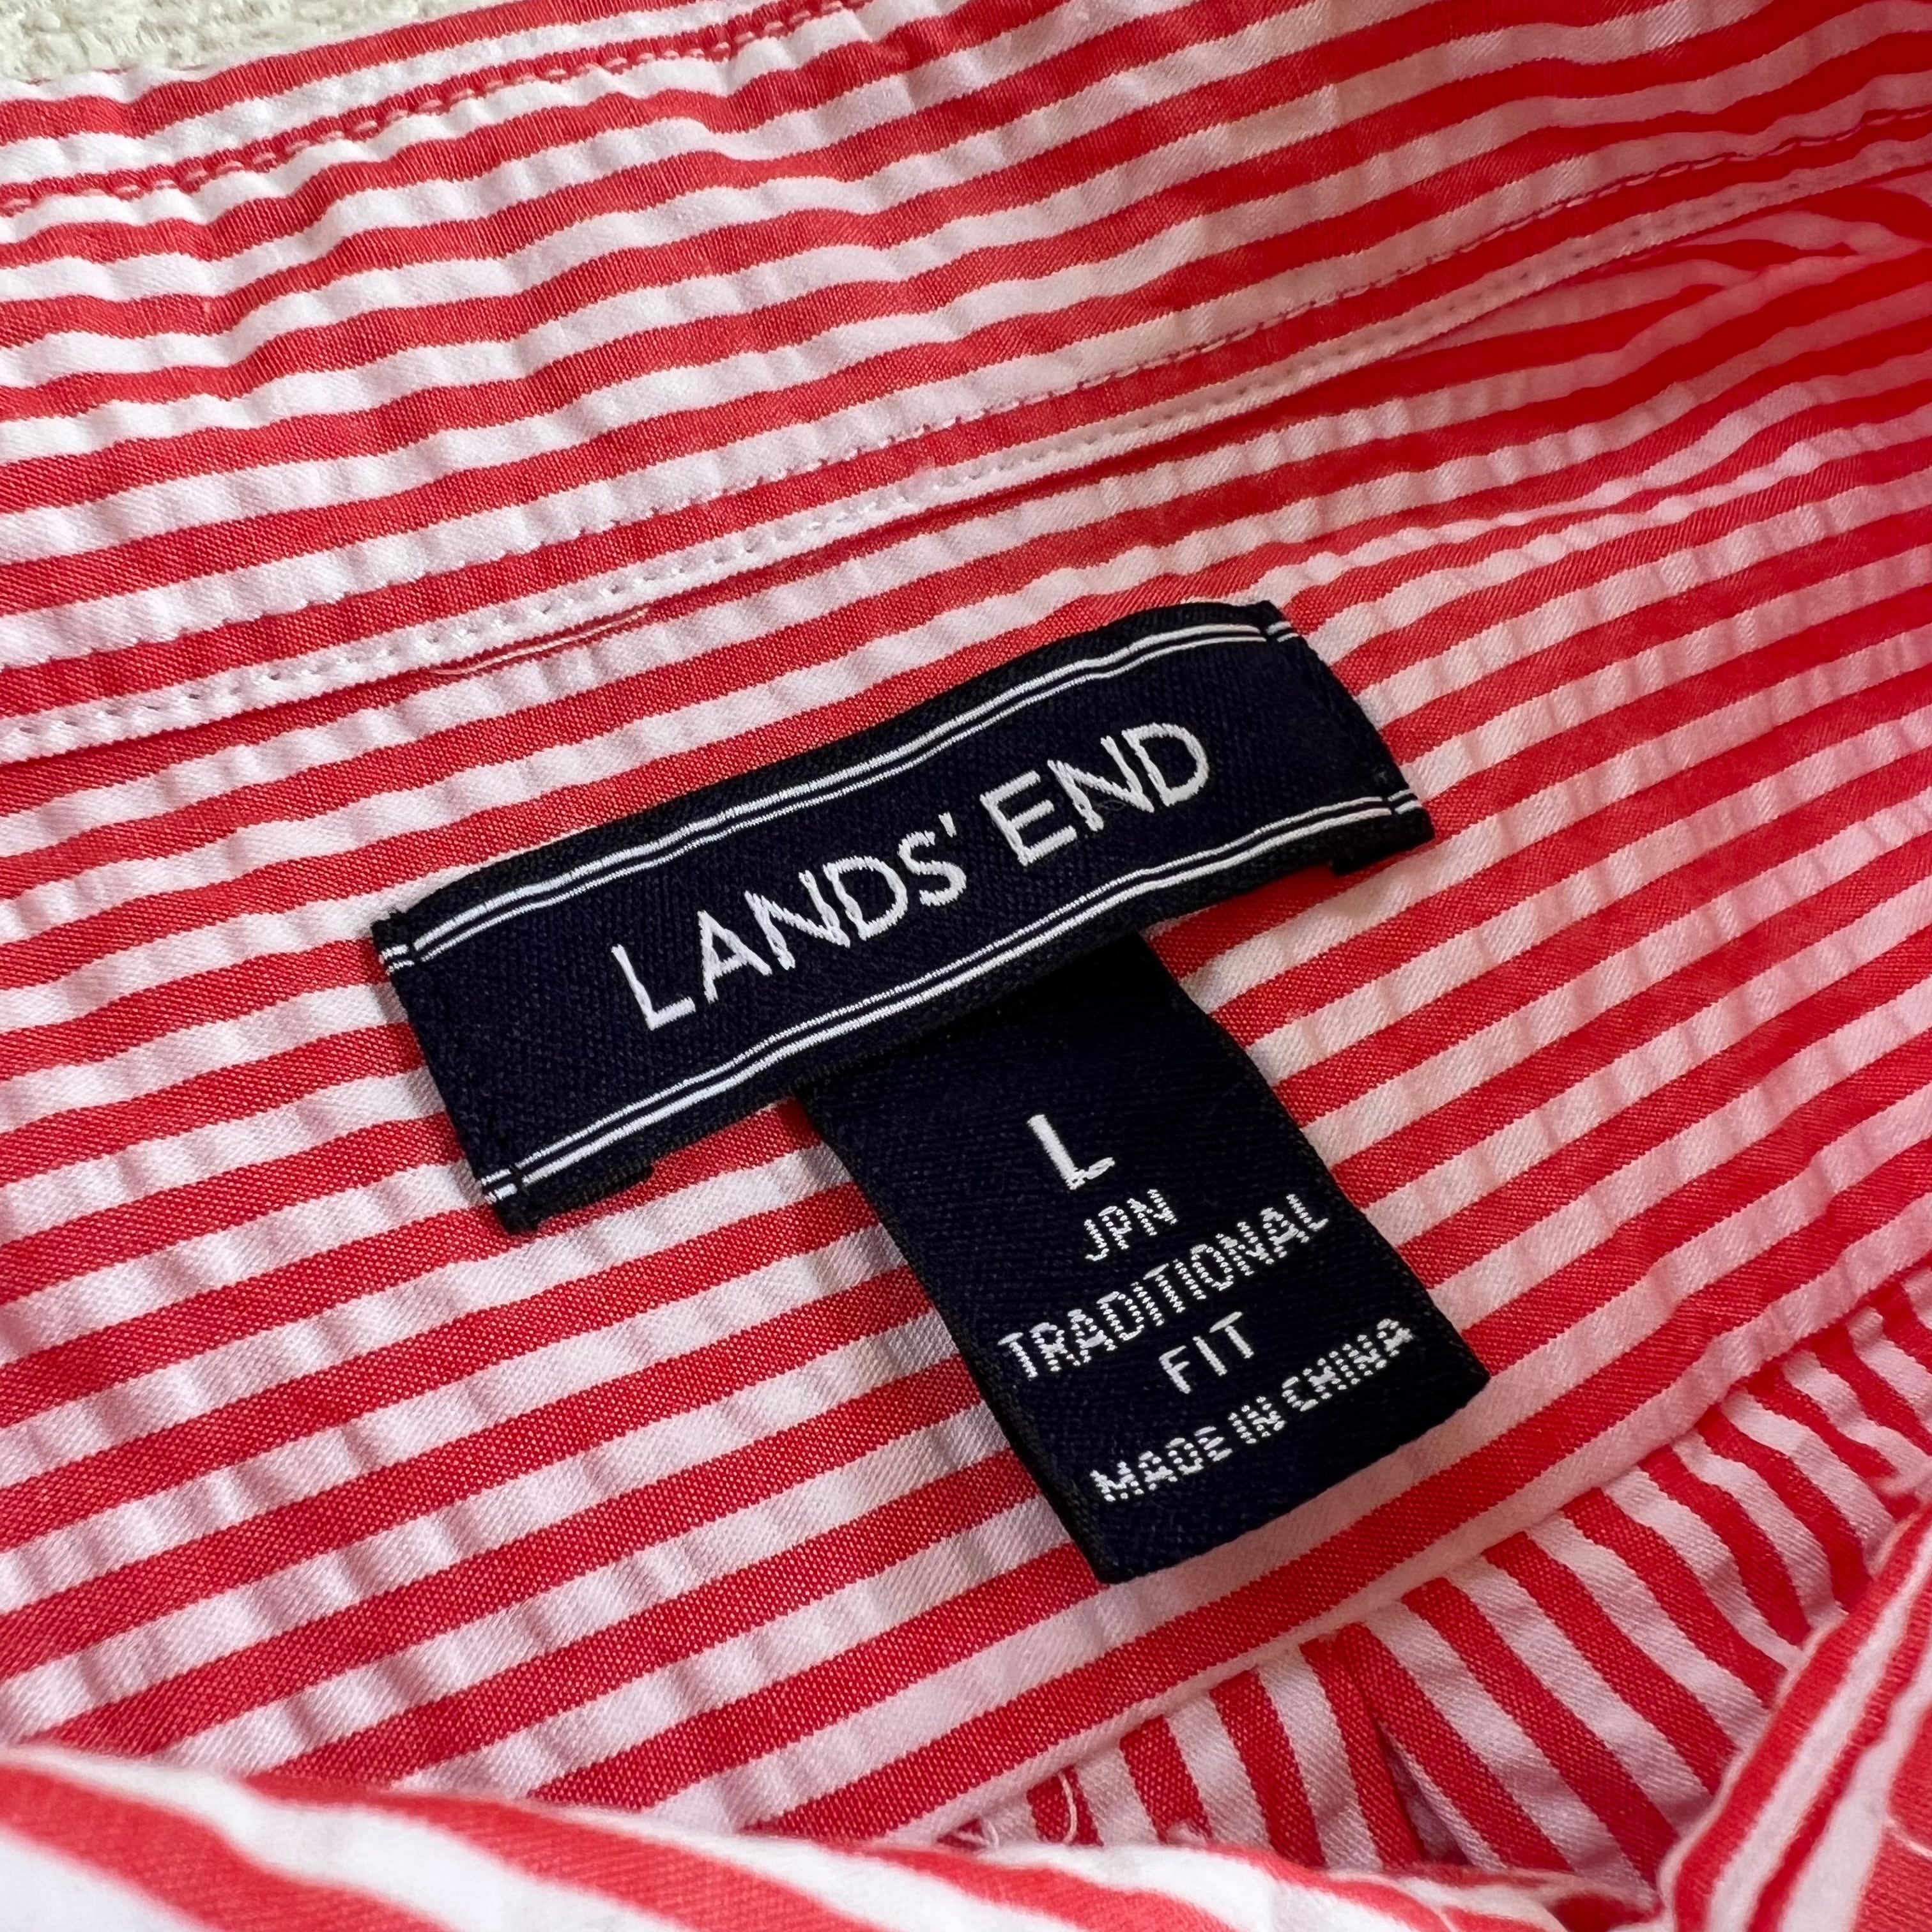 LANDS' END
L
JPN
TRADITIONAL
FIT
MADE IN CHINA